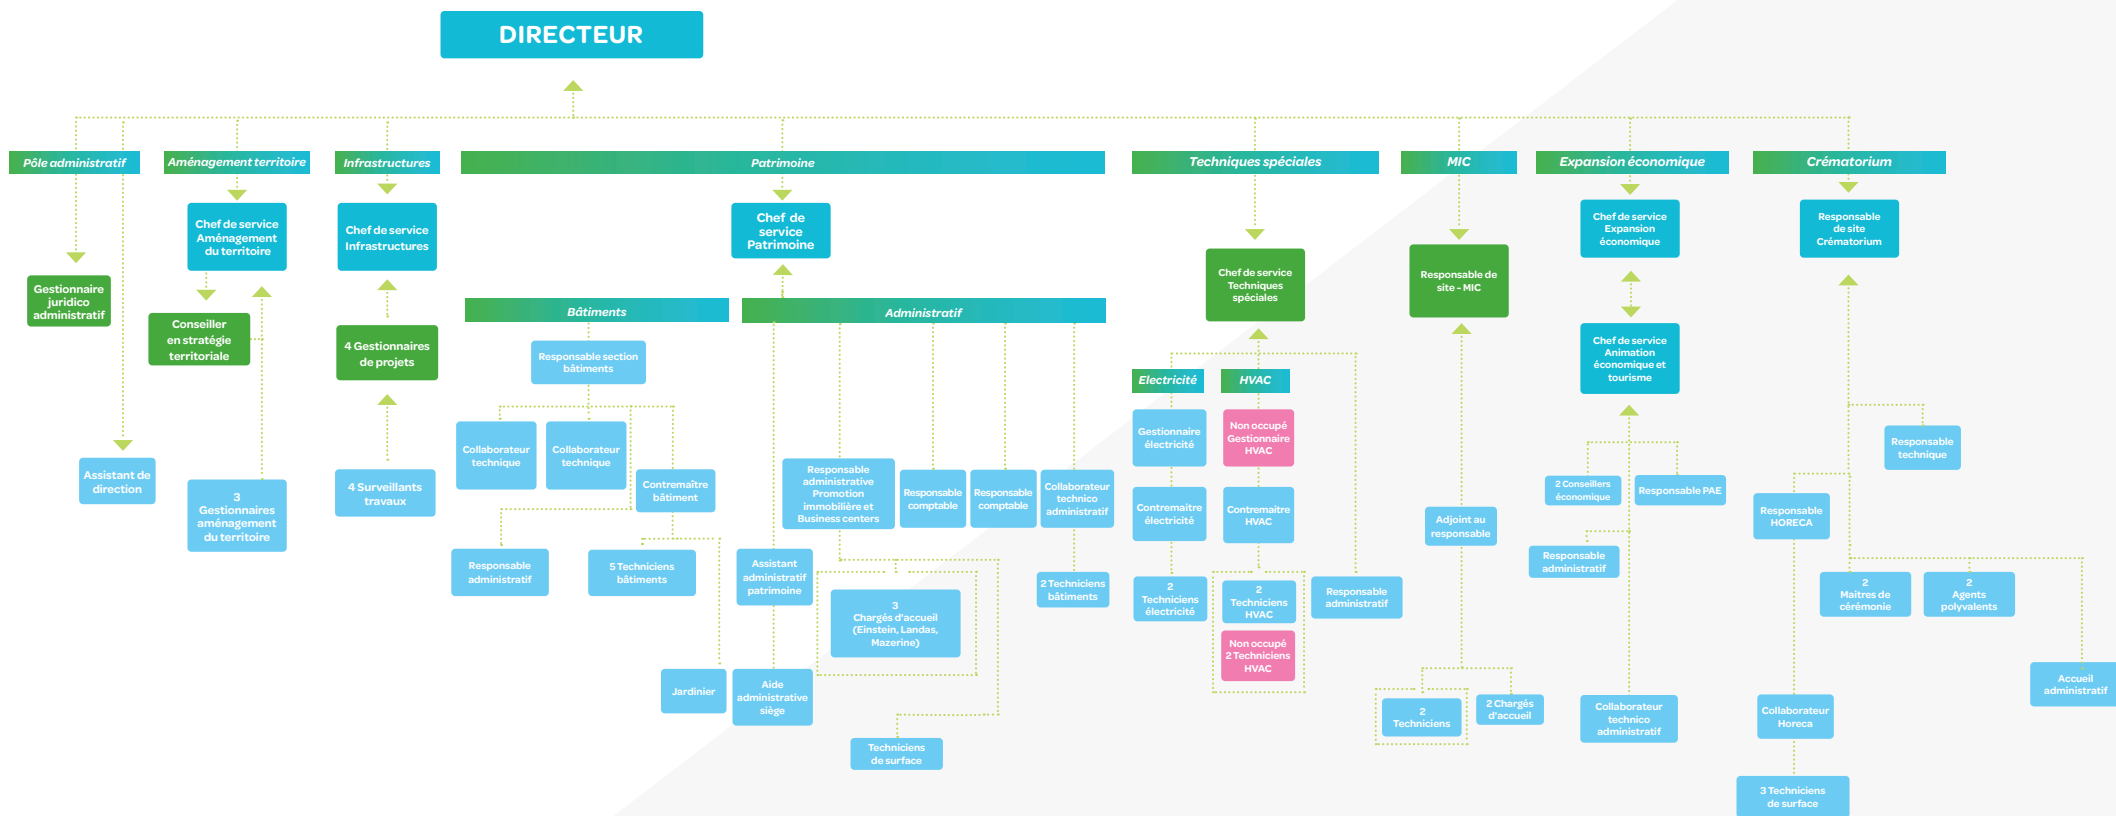 DIRECTEUR
Pôle administratif
Aménagement territoire
Infrastructures
Patrimoine
Techniques spéciales
MIC
Expansion économique
Crématorium
Gestionnaire
juridico
administratif
Assistant de
direction
Chef de service
Aménagement
du territoire
Conseiller
en stratégie
territoriale
3
Gestionnaires
aménagement
du territoire
Chef de service
Infrastructures
4 Gestionnaires
de projets
4 Surveillants
travaux
Chef de
service
Patrimoine
Bâtiments
Administratif
Responsable section
bâtiments
Collaborateur
technique
Collaborateur
technique
Contremaître
bâtiment
Responsable
administratif
5 Techniciens
bâtiments
Jardinier
Assistant
administratif
patrimoine
Aide
administrative
siège
Responsable
administrative
Promotion
immobilière et
Business centers
3
Chargés d'accueil
(Einstein, Landas,
Mazerine)
Techniciens
de surface
Responsable
comptable
Responsable
comptable
Collaborateur
technico
administratif
2 Techniciens
bâtiments
Chef de service
Techniques
spéciales
Electricité
HVAC
Gestionnaire
électricité
Contremaitre
électricité
2
Techniciens
électricité
Non occupé
Gestionnaire
HVAC
Contremaitre
HVAC
2
Techniciens
HVAC
Non occupé
2 Techniciens
HVAC
Responsable
administratif
Responsable de
site - MIC
Adjoint au
responsable
2
Techniciens
2 Chargés
d'accueil
Chef de service
Expansion
économique
Chef de service
Animation
économique et
tourisme
2 Conseillers
économique
Responsable PAE
Responsable
administratif
Collaborateur
technico
administratif
Responsable
de site
Crématorium
Responsable
technique
Responsable
HORECA
2
Maitres de
cérémonie
2
Agents
polyvalents
Accueil
administratif
Collaborateur
Horeca
3 Techniciens
de surface